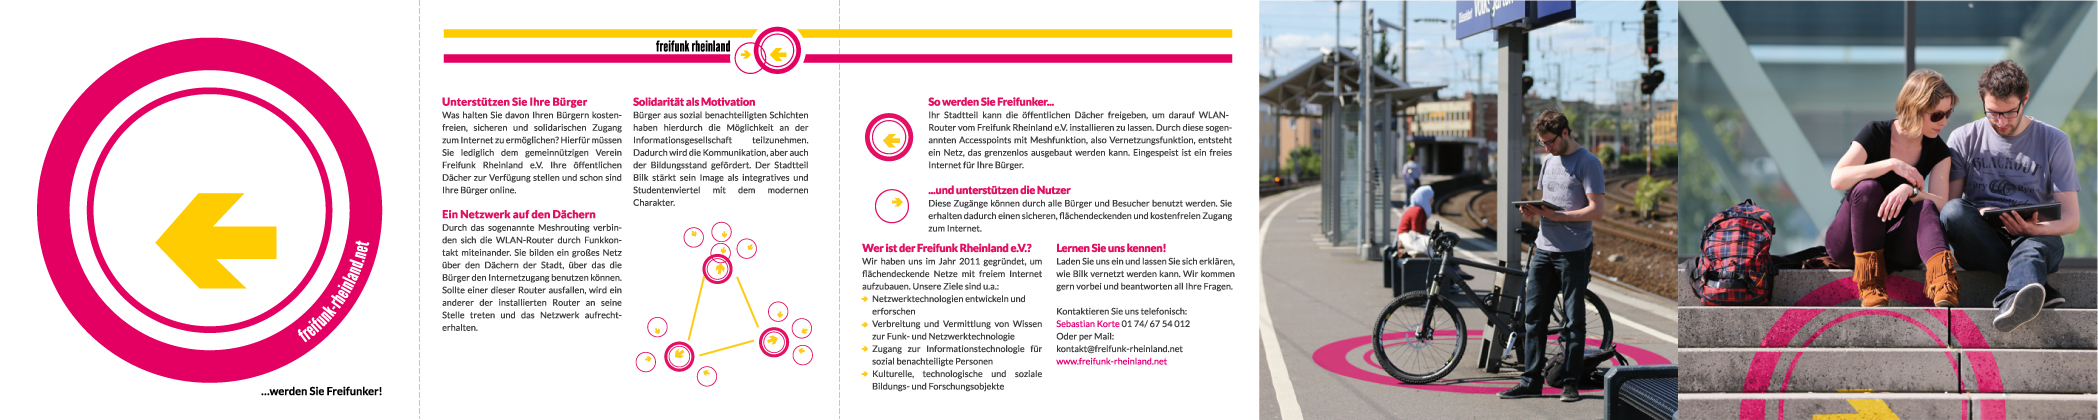 freifunk-rheinland.net
...werden Sie Freifunker!
freifunk rheinland
Unterstützen Sie Ihre Bürger
Was halten Sie davon Ihren Bürgern kosten-
freien, sicheren und solidarischen Zugang
zum Internet zu ermöglichen? Hierfür müssen
Sie lediglich dem gemeinnützigen Verein
Freifunk Rheinland e.V. Ihre öffentlichen
Dächer zur Verfügung stellen und schon sind
Ihre Bürger online.
Ein Netzwerk auf den Dächern
Durch das sogenannte Meshrouting verbin-
den sich die WLAN-Router durch Funkkon-
takt miteinander. Sie bilden ein großes Netz
über den Dächern der Stadt, über das die
Bürger den Internetzugang benutzen können.
Sollte einer dieser Router ausfallen, wird ein
anderer der installierten Router an seine
Stelle treten und das Netzwerk aufrecht-
erhalten.
Solidarität als Motivation
Bürger aus sozial benachteiligten Schichten
haben hierdurch die Möglichkeit an der
Informationsgesellschaft teilzunehmen.
Dadurch wird die Kommunikation, aber auch
der Bildungsstand gefördert. Der Stadtteil
Bilk stärkt sein Image als integratives und
Studentenviertel mit dem modernen
Charakter.
So werden Sie Freifunker...
Ihr Stadtteil kann die öffentlichen Dächer freigeben, um darauf WLAN-
Router vom Freifunk Rheinland e.V. installieren zu lassen. Durch diese sogen-
annten Accesspoints mit Meshfunktion, also Vernetzungsfunktion, entsteht
ein Netz, das grenzenlos ausgebaut werden kann. Eingespeist ist ein freies
Internet für Ihre Bürger.
...und unterstützen die Nutzer
Diese Zugänge können durch alle Bürger und Besucher benutzt werden. Sie
erhalten dadurch einen sicheren, flächendeckenden und kostenfreien Zugang
zum Internet.
Wer ist der Freifunk Rheinland e.V.?
Wir haben uns im Jahr 2011 gegründet, um
flächendeckende Netze mit freiem Internet
aufzubauen. Unsere Ziele sind u.a.:
Netzwerktechnologien entwickeln und
erforschen
Verbreitung und Vermittlung von Wissen
zur Funk- und Netzwerktechnologie
Zugang zur Informationstechnologie für
sozial benachteiligte Personen
Kulturelle, technologische und soziale
Bildungs- und Forschungsobjekte
Lernen Sie uns kennen!
Laden Sie uns ein und lassen Sie sich erklären,
wie Bilk vernetzt werden kann. Wir kommen
gern vorbei und beantworten all Ihre Fragen.
Kontaktieren Sie uns telefonisch:
Sebastian Korte 01 74/ 67 54 012
Oder per Mail:
kontakt@freifunk-rheinland.net
www.freifunk-rheinland.net
Düsseldorf Volksgarten
BLACKOUT